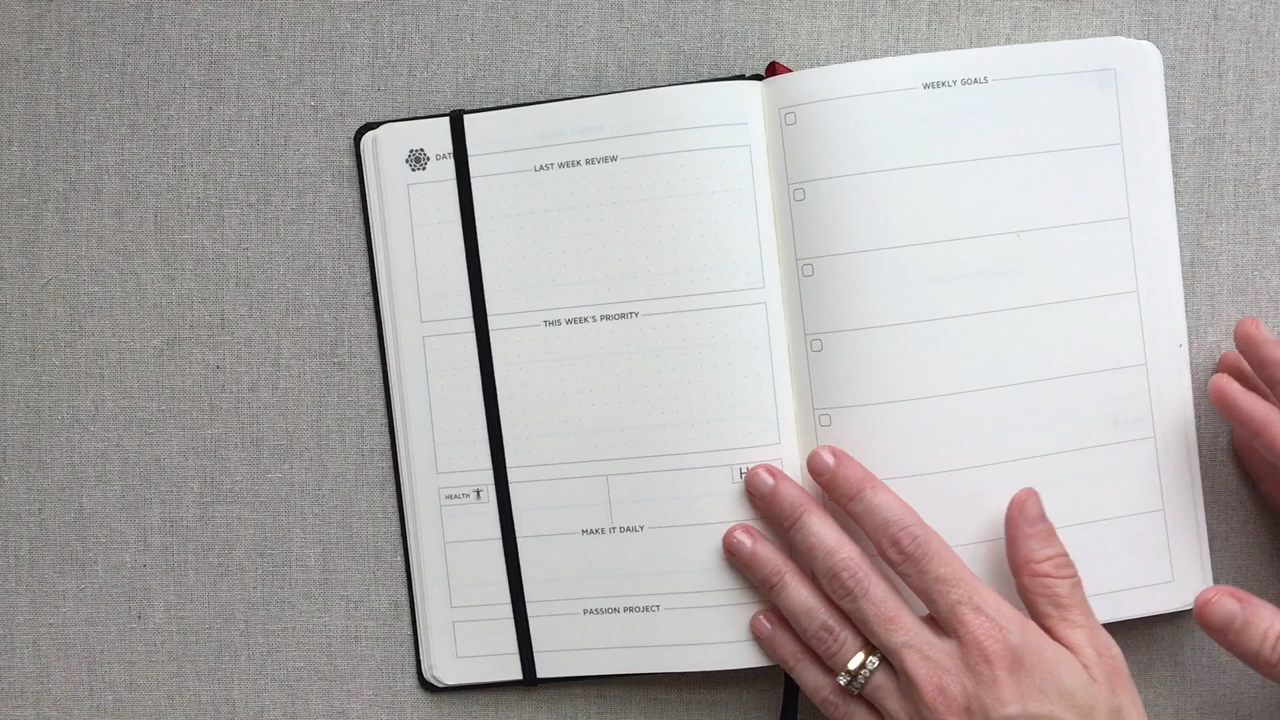 DAT
LAST WEEK REVIEW
THIS WEEK'S PRIORITY
HEALTH
H
MAKE IT DAILY
PASSION PROJECT
WEEKLY GOALS